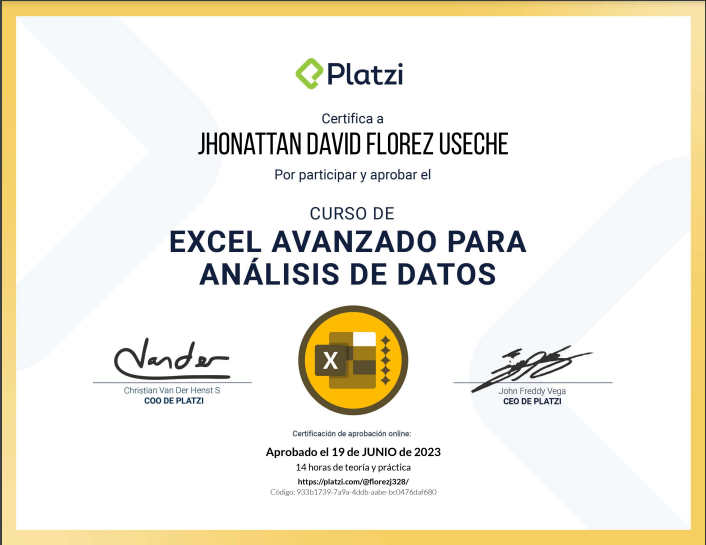 Platzi
Certifica a
JHONATTAN DAVID FLOREZ USECHE
Por participar y aprobar el
CURSO DE
EXCEL AVANZADO PARA
ANÁLISIS DE DATOS
X
Vander
Christian Van Der Henst S
COO DE PLATZI
John Freddy Vega
CEO DE PLATZI
Certificación de aprobación online:
Aprobado el 19 de JUNIO de 2023
14 horas de teoría y práctica
https://platzi.com/@florezj328/
Código: 933b1739-7a9a-4ddb-aabe-bc0476daf680